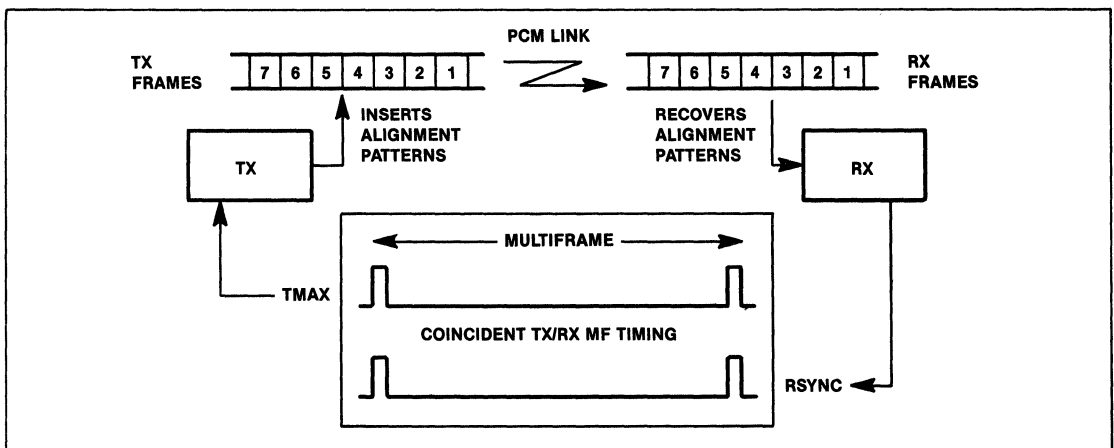 PCM LINK
TX
FRAMES
7 6 5 4 3 2 1
7 6 5 4 3 2 1
RX
FRAMES
INSERTS
ALIGNMENT
PATTERNS
RECOVERS
ALIGNMENT
PATTERNS
TX
RX
MULTIFRAME
TMAX
COINCIDENT TX/RX MF TIMING
RSYNC